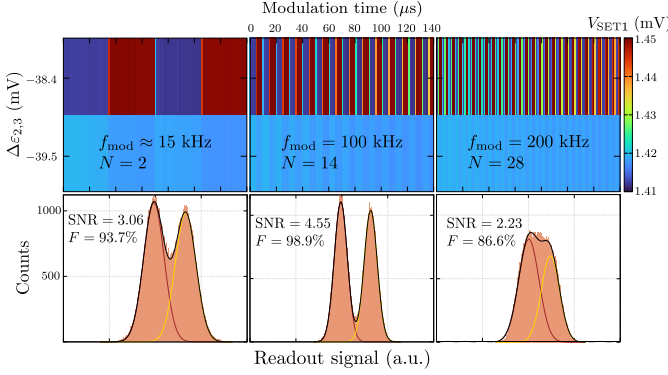 Modulation time (μs)
0 20 40 60 80 100 120 140
V_SET1 (mV)
Δε_2,3 (mV)
−38.4
−39.5
f_mod ≈ 15 kHz
N = 2
f_mod = 100 kHz
N = 14
f_mod = 200 kHz
N = 28
1.45
1.44
1.43
1.42
1.41
Counts
1000
500
SNR = 3.06
F = 93.7%
SNR = 4.55
F = 98.9%
SNR = 2.23
F = 86.6%
Readout signal (a.u.)